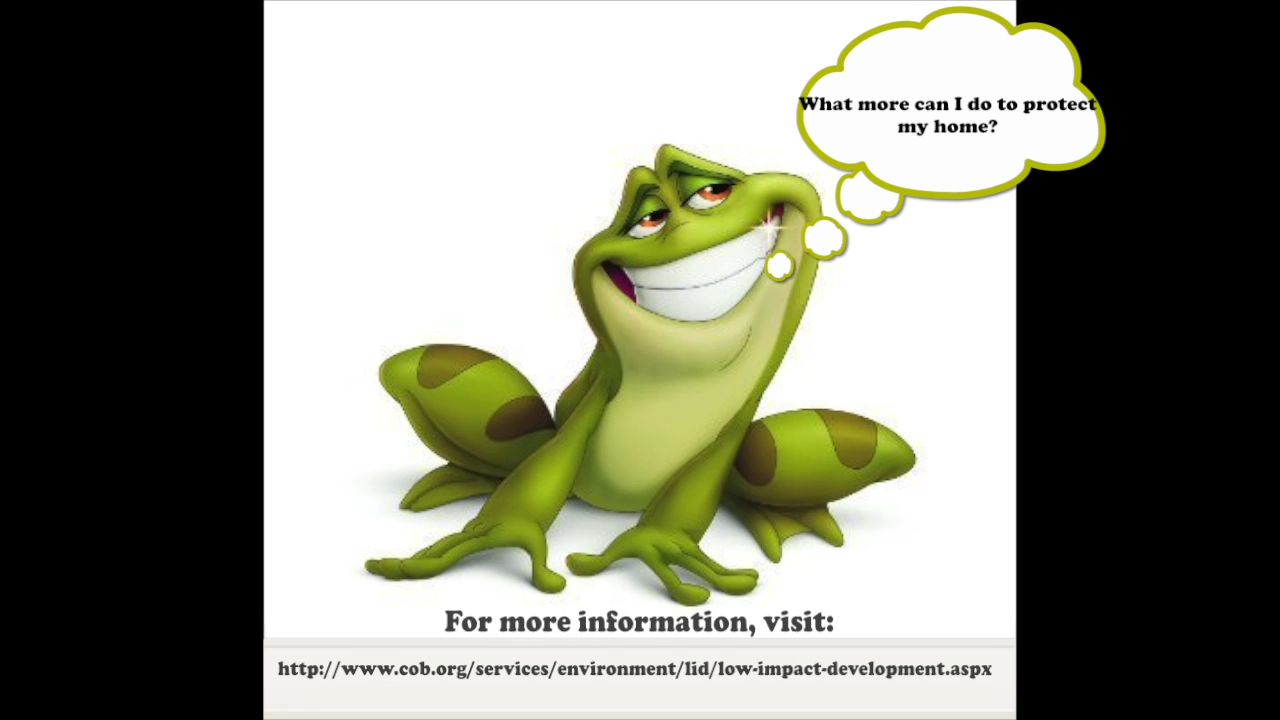 What more can I do to protect
my home?
For more information, visit:
http://www.cob.org/services/environment/lid/low-impact-development.aspx